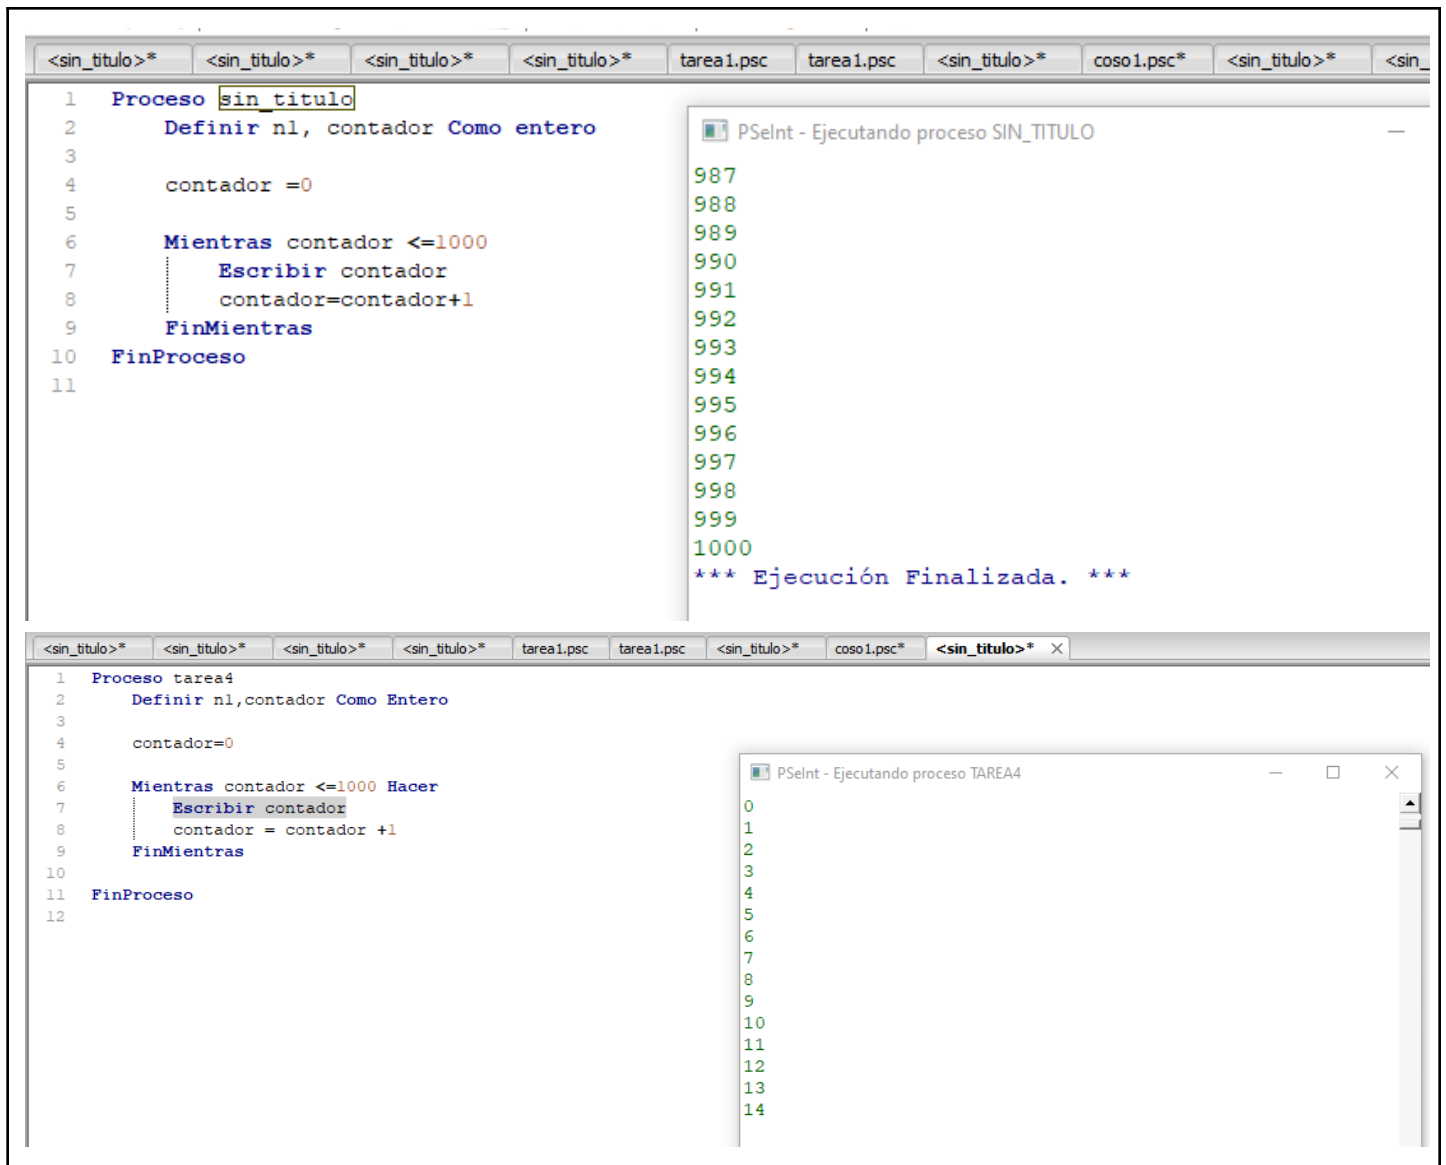 <sin_titulo>* <sin_titulo>* <sin_titulo>* <sin_titulo>* tarea1.psc tarea1.psc <sin_titulo>* coso1.psc* <sin_titulo>* <sin_
1 Proceso sin_titulo
2 Definir n1, contador Como entero
3
4 contador =0
5
6 Mientras contador <=1000
7 Escribir contador
8 contador=contador+1
9 FinMientras
10 FinProceso
11
PSeInt - Ejecutando proceso SIN_TITULO
987
988
989
990
991
992
993
994
995
996
997
998
999
1000
*** Ejecución Finalizada. ***
<sin_titulo>* <sin_titulo>* <sin_titulo>* <sin_titulo>* tarea1.psc tarea1.psc <sin_titulo>* coso1.psc* <sin_titulo>*
1 Proceso tarea4
2 Definir n1,contador Como Entero
3
4 contador=0
5
6 Mientras contador <=1000 Hacer
7 Escribir contador
8 contador = contador +1
9 FinMientras
10
11 FinProceso
12
PSeInt - Ejecutando proceso TAREA4
0
1
2
3
4
5
6
7
8
9
10
11
12
13
14